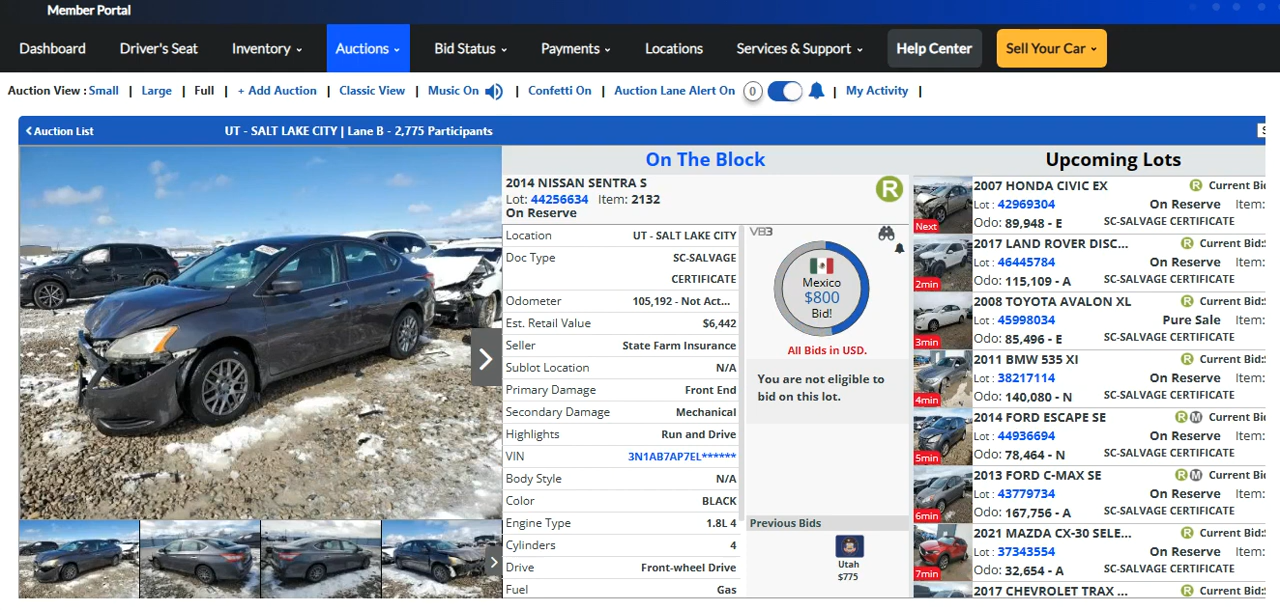 Member Portal
Dashboard Driver's Seat Inventory Auctions Bid Status Payments Locations Services & Support Help Center Sell Your Car
Auction View : Small | Large | Full | + Add Auction | Classic View | Music On | Confetti On | Auction Lane Alert On 0 | My Activity |
Auction List UT - SALT LAKE CITY | Lane B - 2,775 Participants
On The Block
2014 NISSAN SENTRA S
Lot: 44256634 Item: 2132
On Reserve
R
Location UT - SALT LAKE CITY
Doc Type SC-SALVAGE
CERTIFICATE
Odometer 105,192 - Not Act...
Est. Retail Value $6,442
Seller State Farm Insurance
Sublot Location N/A
Primary Damage Front End
Secondary Damage Mechanical
Highlights Run and Drive
VIN 3N1AB7AP7EL******
Body Style N/A
Color BLACK
Engine Type 1.8L 4
Cylinders 4
Drive Front-wheel Drive
Fuel Gas
VB3
Mexico
$800
Bid!
All Bids in USD.
You are not eligible to
bid on this lot.
Previous Bids
Utah
$775
Upcoming Lots
2007 HONDA CIVIC EX R Current Bi
Lot : 42969304 On Reserve Item:
Next Odo: 89,948 - E SC-SALVAGE CERTIFICATE
2017 LAND ROVER DISC... R Current Bid:
Lot : 46445784 On Reserve Item:
2min Odo: 115,109 - A SC-SALVAGE CERTIFICATE
2008 TOYOTA AVALON XL R Current Bid:
Lot : 45998034 Pure Sale Item:
3min Odo: 85,496 - E SC-SALVAGE CERTIFICATE
2011 BMW 535 XI R Current Bid:
Lot : 38217114 On Reserve Item:
4min Odo: 140,080 - N SC-SALVAGE CERTIFICATE
2014 FORD ESCAPE SE R M Current Bi
Lot : 44936694 On Reserve Item:
5min Odo: 78,464 - N SC-SALVAGE CERTIFICATE
2013 FORD C-MAX SE R M Current Bi
Lot : 43779734 On Reserve Item:
6min Odo: 167,756 - A SC-SALVAGE CERTIFICATE
2021 MAZDA CX-30 SELE... R Current Bid:
Lot : 37343554 On Reserve Item:
7min Odo: 32,654 - A SC-SALVAGE CERTIFICATE
2017 CHEVROLET TRAX ... R Current Bid: